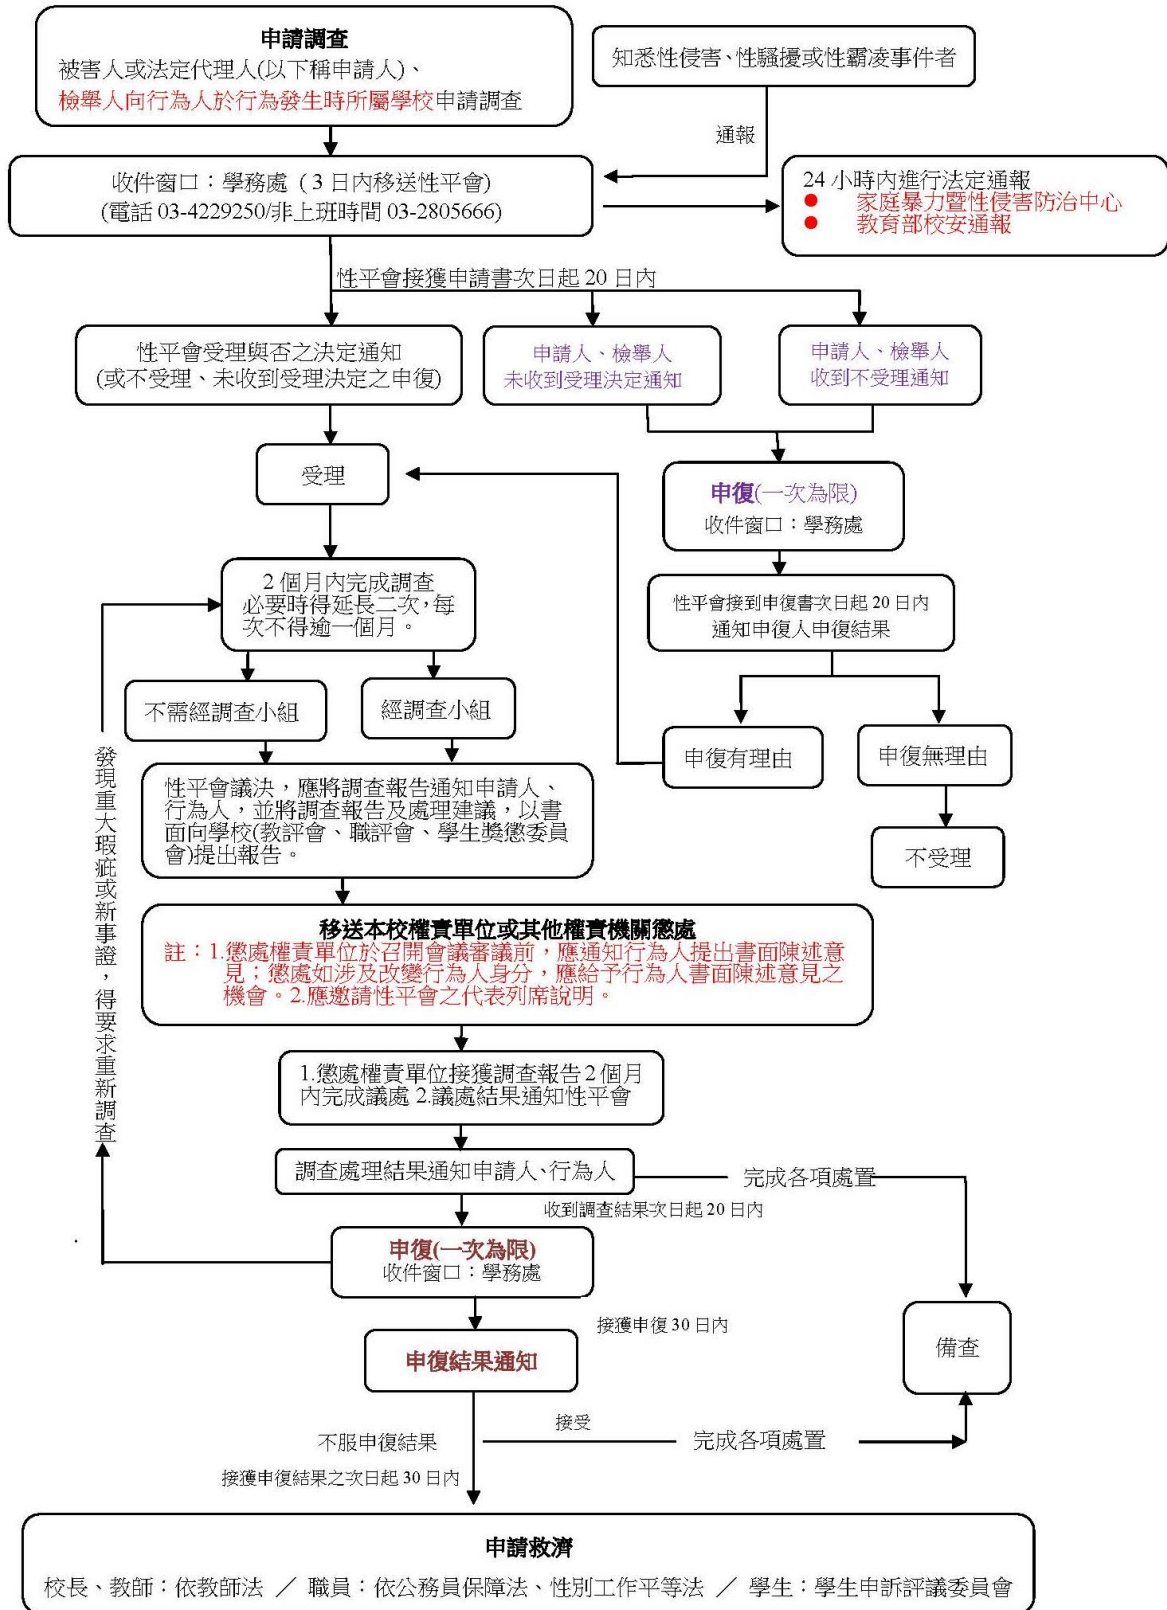 申請調查
被害人或法定代理人(以下稱申請人)、
檢舉人向行為人於行為發生時所屬學校申請調查
知悉性侵害、性騷擾或性霸凌事件者
通報
收件窗口：學務處（3 日內移送性平會)
(電話 03-4229250/非上班時間 03-2805666)
24 小時內進行法定通報
● 家庭暴力暨性侵害防治中心
● 教育部校安通報
性平會接獲申請書次日起 20 日內
性平會受理與否之決定通知
(或不受理、未收到受理決定之申復)
申請人、檢舉人
未收到受理決定通知
申請人、檢舉人
收到不受理通知
受理
申復(一次為限)
收件窗口：學務處
2 個月內完成調查
必要時得延長二次，每
次不得逾一個月。
性平會接到申復書次日起 20 日內
通知申復人申復結果
不需經調查小組
經調查小組
申復有理由
申復無理由
不受理
性平會議決，應將調查報告通知申請人、
行為人，並將調查報告及處理建議，以書
面向學校(教評會、職評會、學生獎懲委員
會)提出報告。
發現重大瑕疵或新事證，得要求重新調查
移送本校權責單位或其他權責機關懲處
註：1.懲處權責單位於召開會議審議前，應通知行為人提出書面陳述意
見；懲處如涉及改變行為人身分，應給予行為人書面陳述意見之
機會。2.應邀請性平會之代表列席說明。
1.懲處權責單位接獲調查報告 2 個月
內完成議處 2.議處結果通知性平會
調查處理結果通知申請人、行為人
完成各項處置
收到調查結果次日起 20 日內
申復(一次為限)
收件窗口：學務處
接獲申復 30 日內
申復結果通知
備查
接受
不服申復結果
完成各項處置
接獲申復結果之次日起 30 日內
申請救濟
校長、教師：依教師法 ／ 職員：依公務員保障法、性別工作平等法 ／ 學生：學生申訴評議委員會